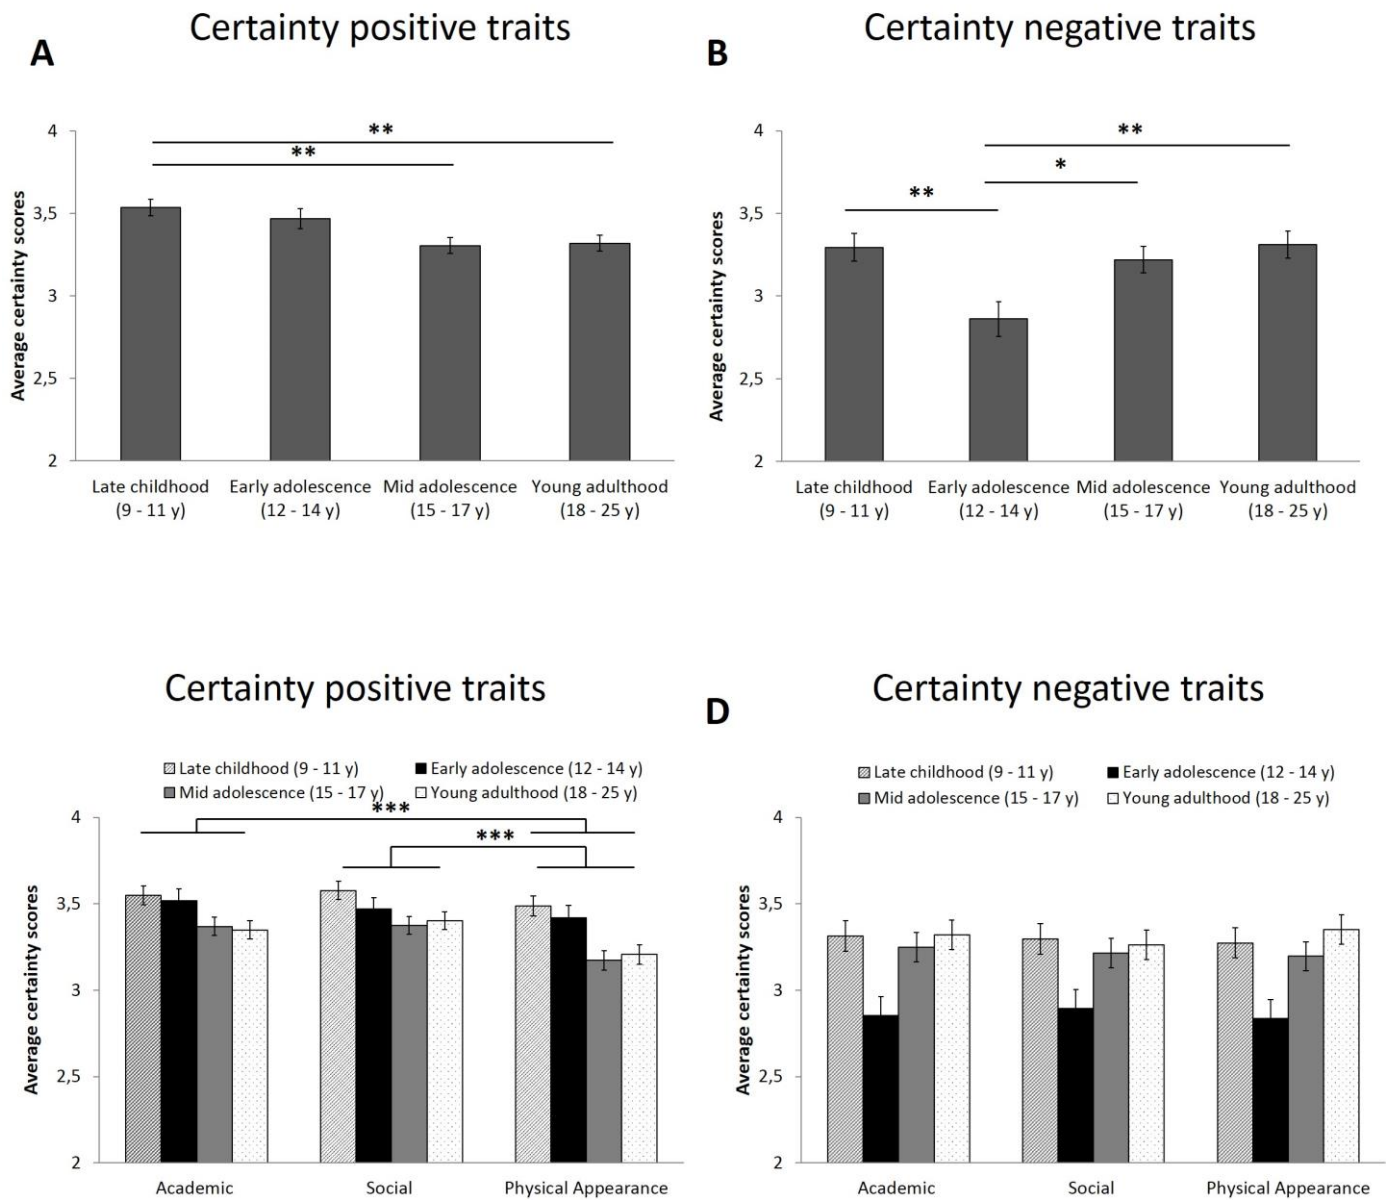 Certainty positive traits
A
**
**
4
3,5
3
2,5
2
Average certainty scores
Late childhood Early adolescence Mid adolescence Young adulthood
(9 - 11 y) (12 - 14 y) (15 - 17 y) (18 - 25 y)
Certainty negative traits
B
**
*
**
4
3,5
3
2,5
2
Average certainty scores
Late childhood Early adolescence Mid adolescence Young adulthood
(9 - 11 y) (12 - 14 y) (15 - 17 y) (18 - 25 y)
Certainty positive traits
Late childhood (9 - 11 y) Early adolescence (12 - 14 y)
Mid adolescence (15 - 17 y) Young adulthood (18 - 25 y)
***
***
4
3,5
3
2,5
2
Average certainty scores
Academic Social Physical Appearance
Certainty negative traits
D
Late childhood (9 - 11 y) Early adolescence (12 - 14 y)
Mid adolescence (15 - 17 y) Young adulthood (18 - 25 y)
4
3,5
3
2,5
2
Average certainty scores
Academic Social Physical Appearance